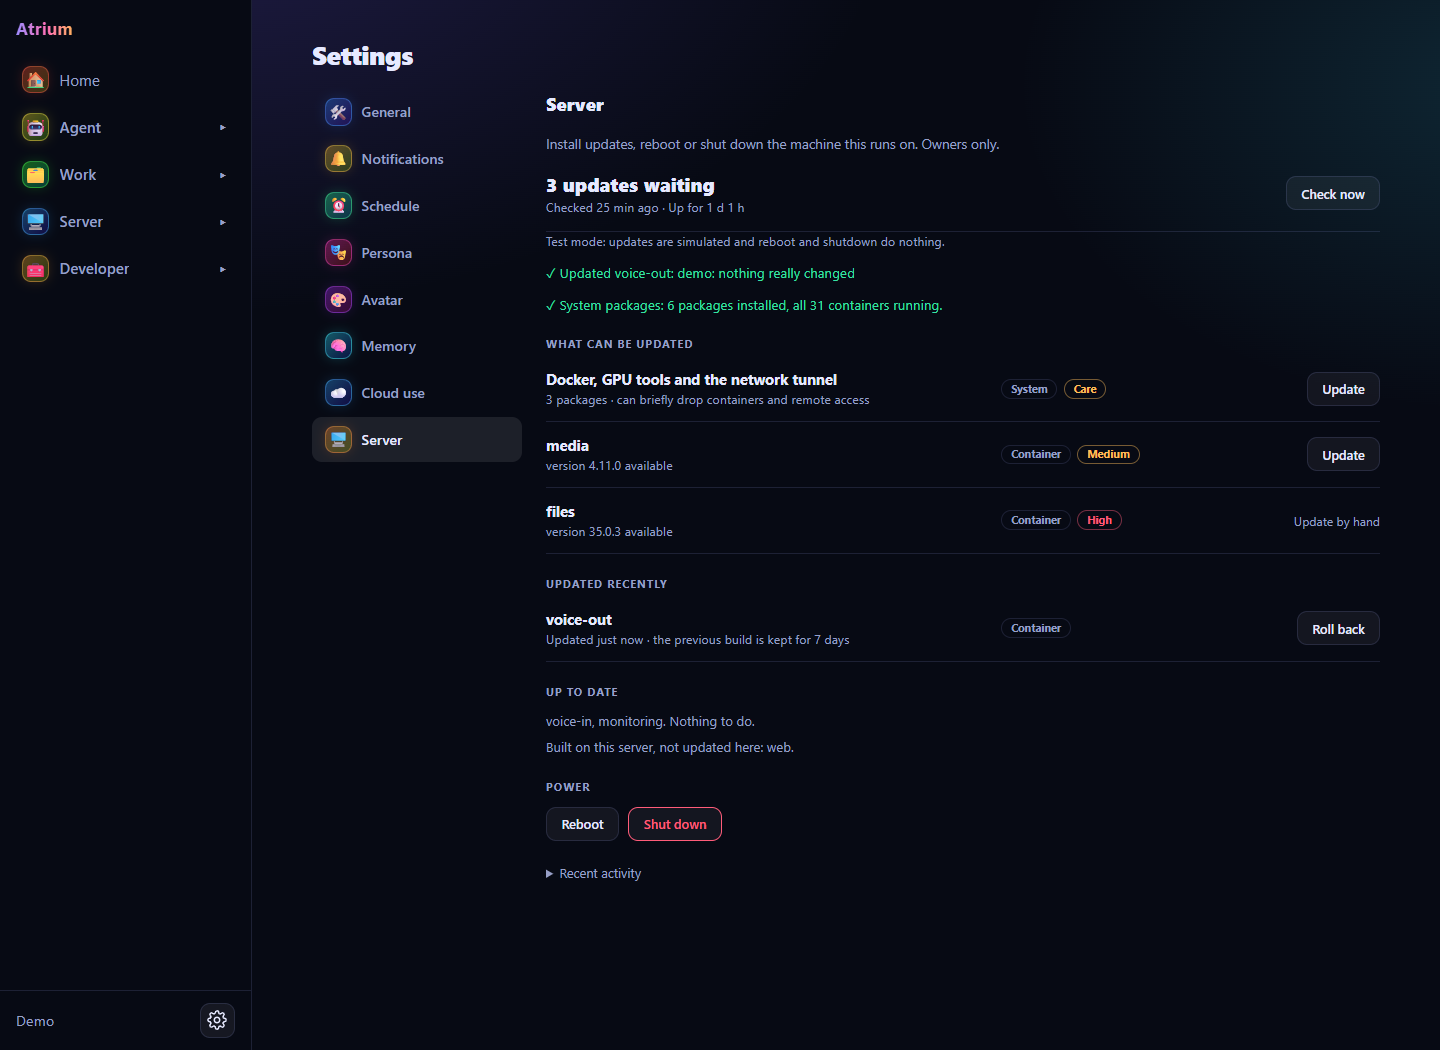 Atrium
Home
Agent
Work
Server
Developer
Demo
Settings
General
Notifications
Schedule
Persona
Avatar
Memory
Cloud use
Server
Server
Install updates, reboot or shut down the machine this runs on. Owners only.
3 updates waiting
Checked 25 min ago · Up for 1 d 1 h
Check now
Test mode: updates are simulated and reboot and shutdown do nothing.
✓ Updated voice-out: demo: nothing really changed
✓ System packages: 6 packages installed, all 31 containers running.
WHAT CAN BE UPDATED
Docker, GPU tools and the network tunnel
3 packages · can briefly drop containers and remote access
System
Care
Update
media
version 4.11.0 available
Container
Medium
Update
files
version 35.0.3 available
Container
High
Update by hand
UPDATED RECENTLY
voice-out
Updated just now · the previous build is kept for 7 days
Container
Roll back
UP TO DATE
voice-in, monitoring. Nothing to do.
Built on this server, not updated here: web.
POWER
Reboot
Shut down
Recent activity